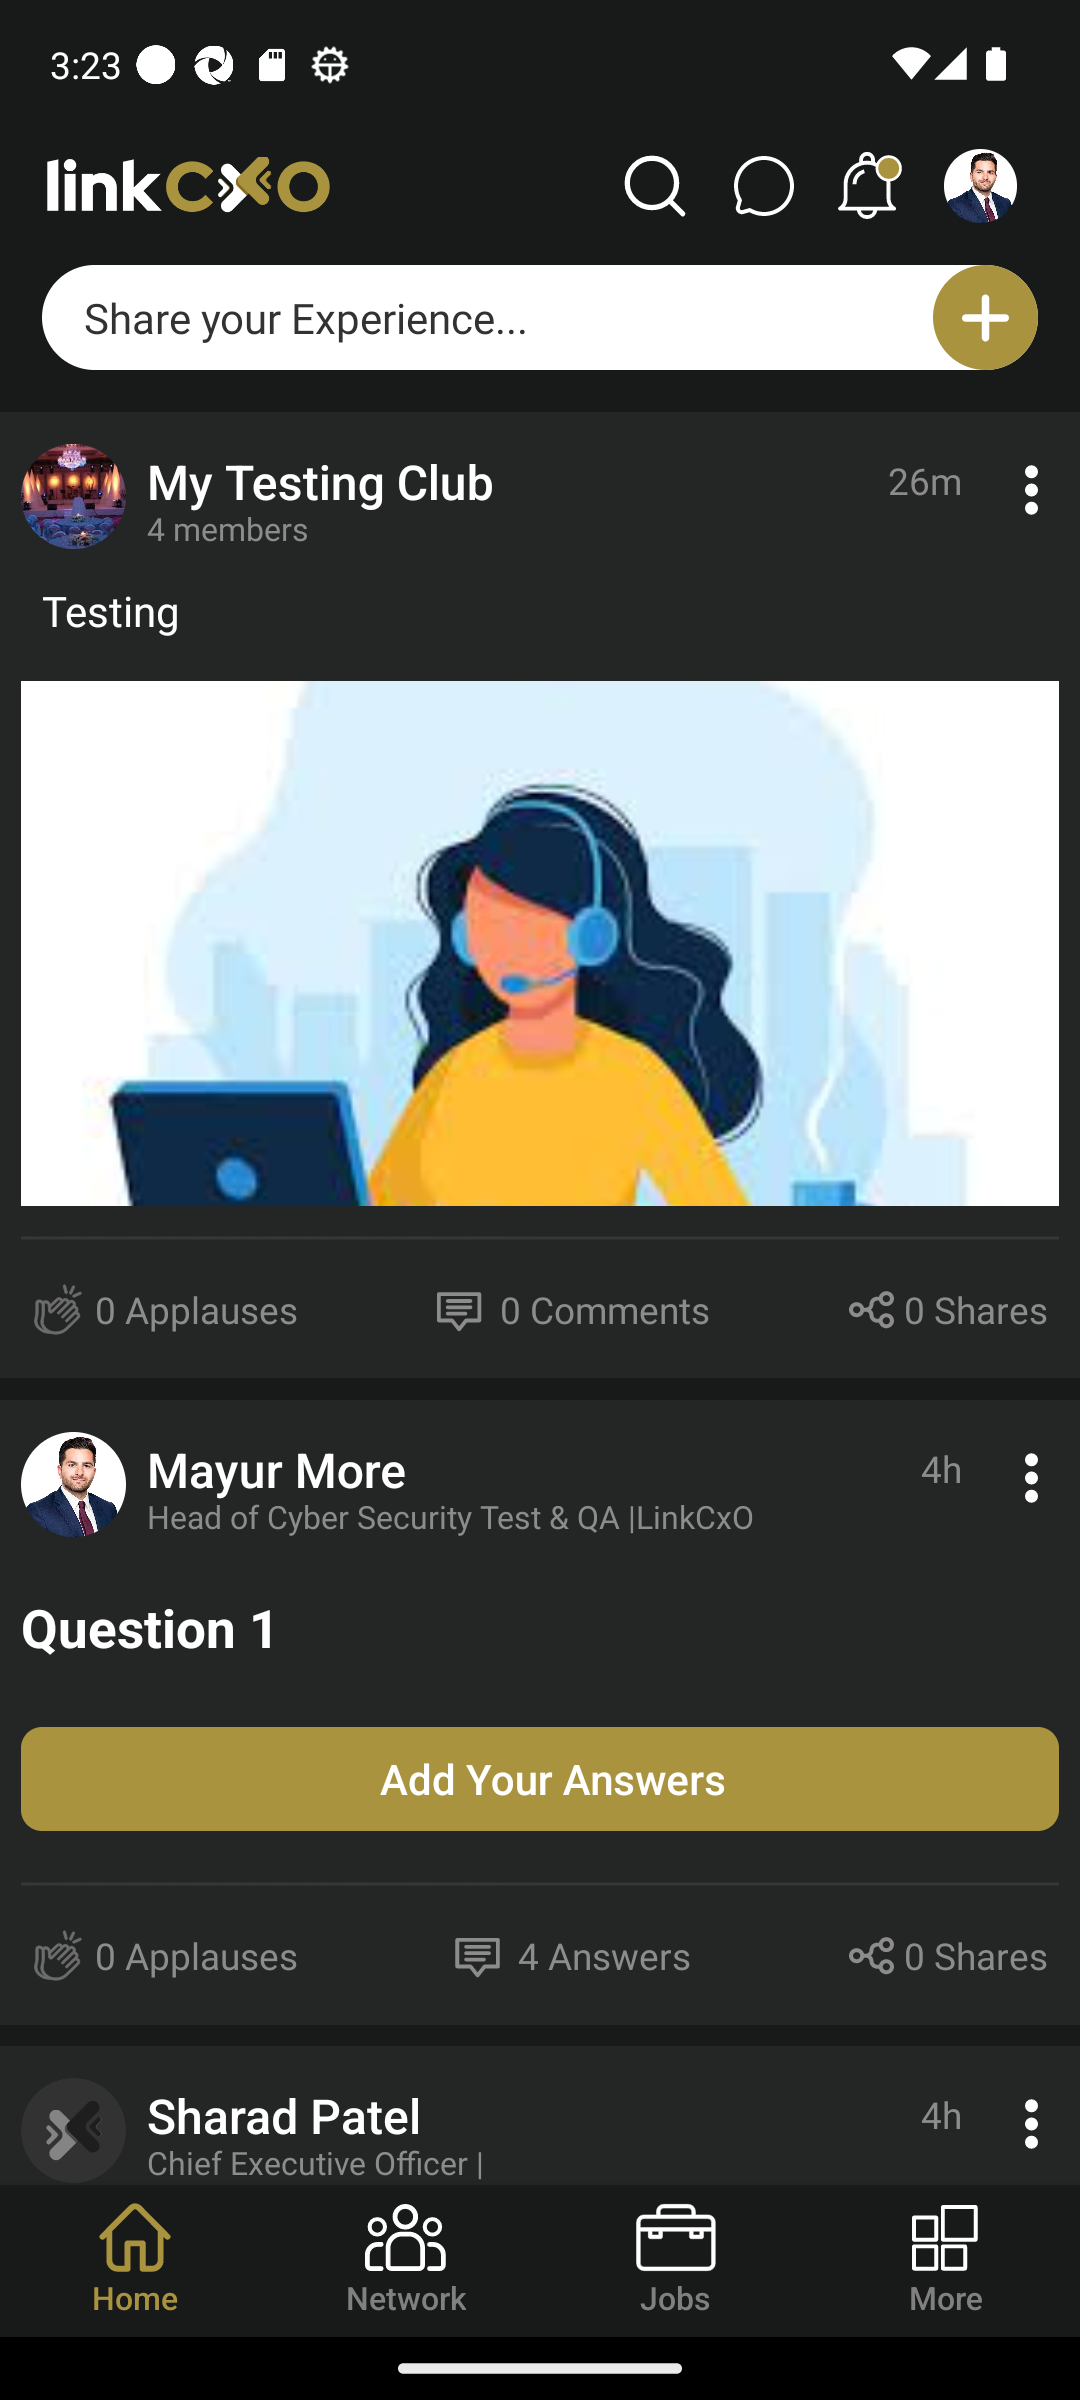 3:23
linkCxO
Share your Experience...
My Testing Club
26m
4 members
Testing
0 Applauses
0 Comments
0 Shares
Mayur More
4h
Head of Cyber Security Test & QA |LinkCxO
Question 1
Add Your Answers
0 Applauses
4 Answers
0 Shares
Sharad Patel
4h
Chief Executive Officer |
Home
Network
Jobs
More